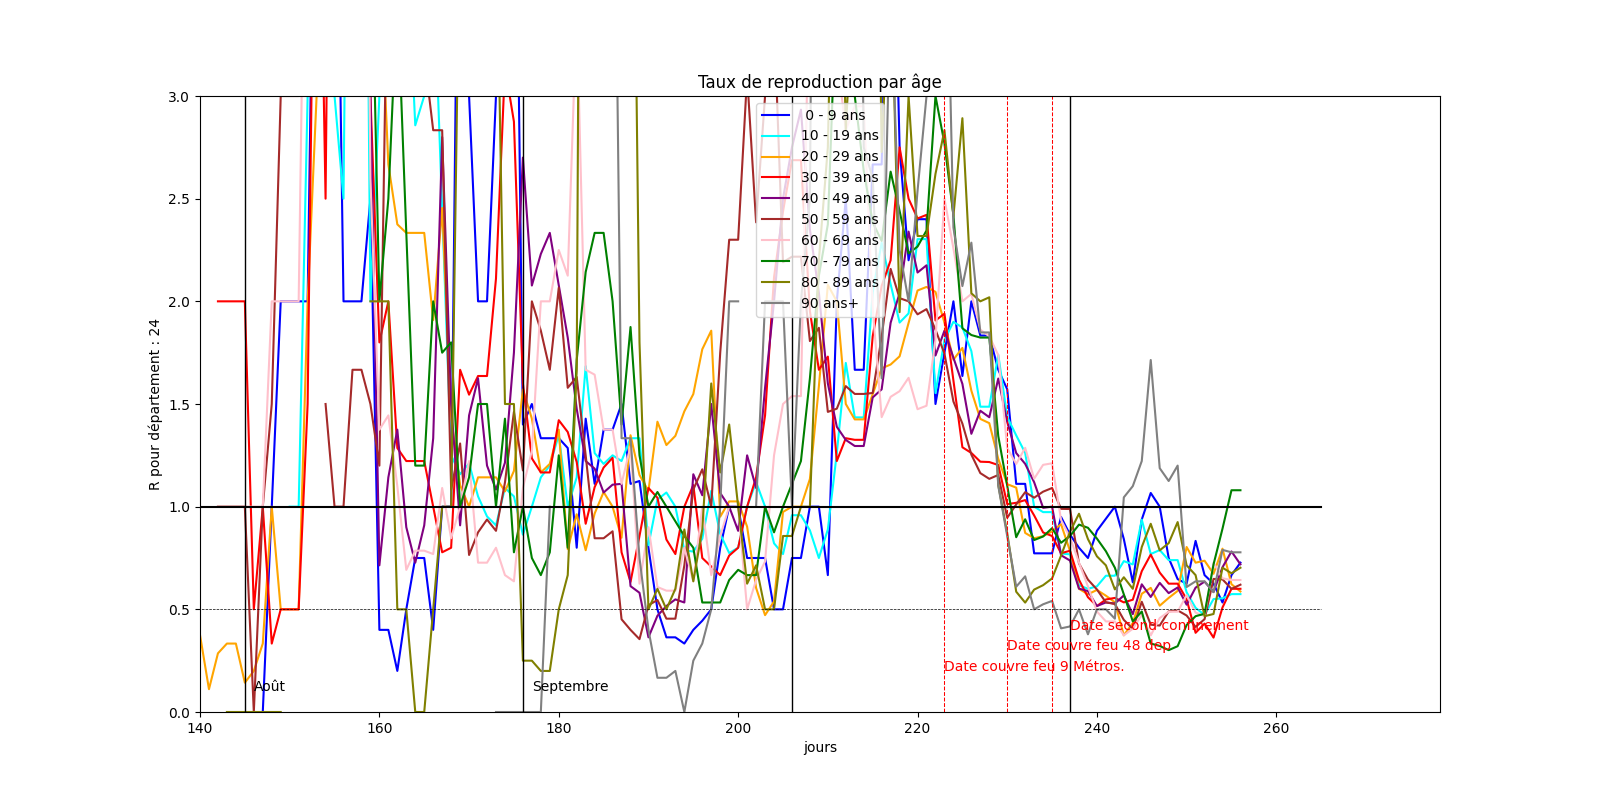 Taux de reproduction par âge
3.0
2.5
2.0
1.5
1.0
0.5
0.0
R pour département : 24
0 - 9 ans
10 - 19 ans
20 - 29 ans
30 - 39 ans
40 - 49 ans
50 - 59 ans
60 - 69 ans
70 - 79 ans
80 - 89 ans
90 ans+
Date second confinement
Date couvre feu 48 dep.
Date couvre feu 9 Métros.
Août
Septembre
140 160 180 200 220 240 260
jours